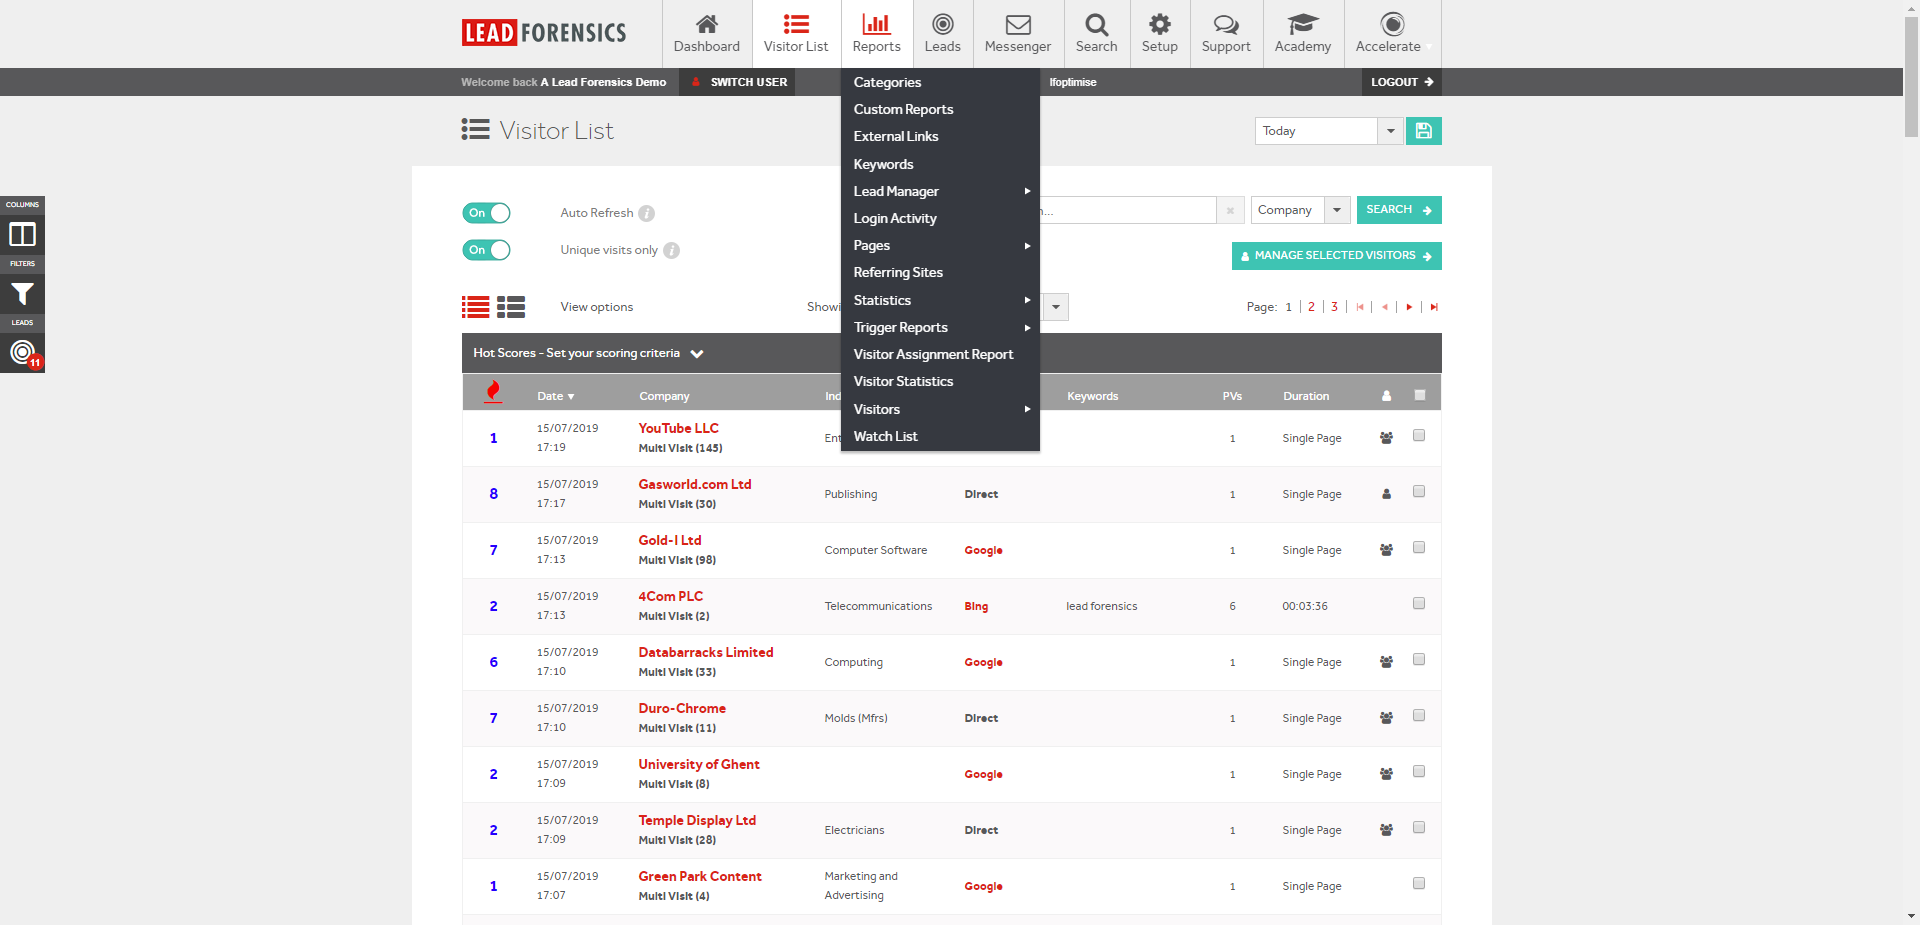 LEAD FORENSICS
Dashboard
Visitor List
Reports
Leads
Messenger
Search
Setup
Support
Academy
Accelerate
Welcome back A Lead Forensics Demo
SWITCH USER
lfoptimise
LOGOUT
Categories
Custom Reports
External Links
Keywords
Lead Manager
Login Activity
Pages
Referring Sites
Statistics
Trigger Reports
Visitor Assignment Report
Visitor Statistics
Visitors
Watch List
Visitor List
Today
COLUMNS
FILTERS
LEADS
11
On Auto Refresh
Company
SEARCH
On Unique visits only
MANAGE SELECTED VISITORS
View options
Page: 1 | 2 | 3 |
Hot Scores - Set your scoring criteria
Date Company Keywords PVs Duration
1 15/07/2019 17:19 YouTube LLC Multi Visit (145) 1 Single Page
8 15/07/2019 17:17 Gasworld.com Ltd Multi Visit (30) Publishing Direct 1 Single Page
7 15/07/2019 17:13 Gold-I Ltd Multi Visit (98) Computer Software Google 1 Single Page
2 15/07/2019 17:13 4Com PLC Multi Visit (2) Telecommunications Bing lead forensics 6 00:03:36
6 15/07/2019 17:10 Databarracks Limited Multi Visit (33) Computing Google 1 Single Page
7 15/07/2019 17:10 Duro-Chrome Multi Visit (11) Molds (Mfrs) Direct 1 Single Page
2 15/07/2019 17:09 University of Ghent Multi Visit (8) Google 1 Single Page
2 15/07/2019 17:09 Temple Display Ltd Multi Visit (28) Electricians Direct 1 Single Page
1 15/07/2019 17:07 Green Park Content Multi Visit (4) Marketing and Advertising Google 1 Single Page